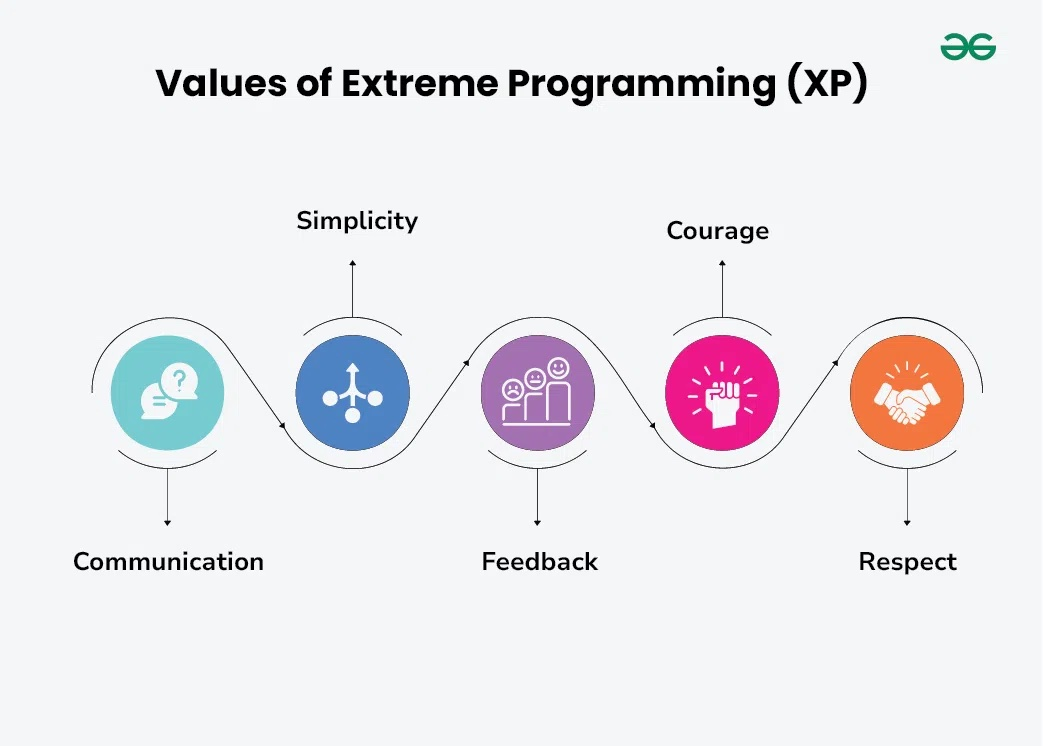 Values of Extreme Programming (XP)
Simplicity
Courage
?
Communication
Feedback
Respect